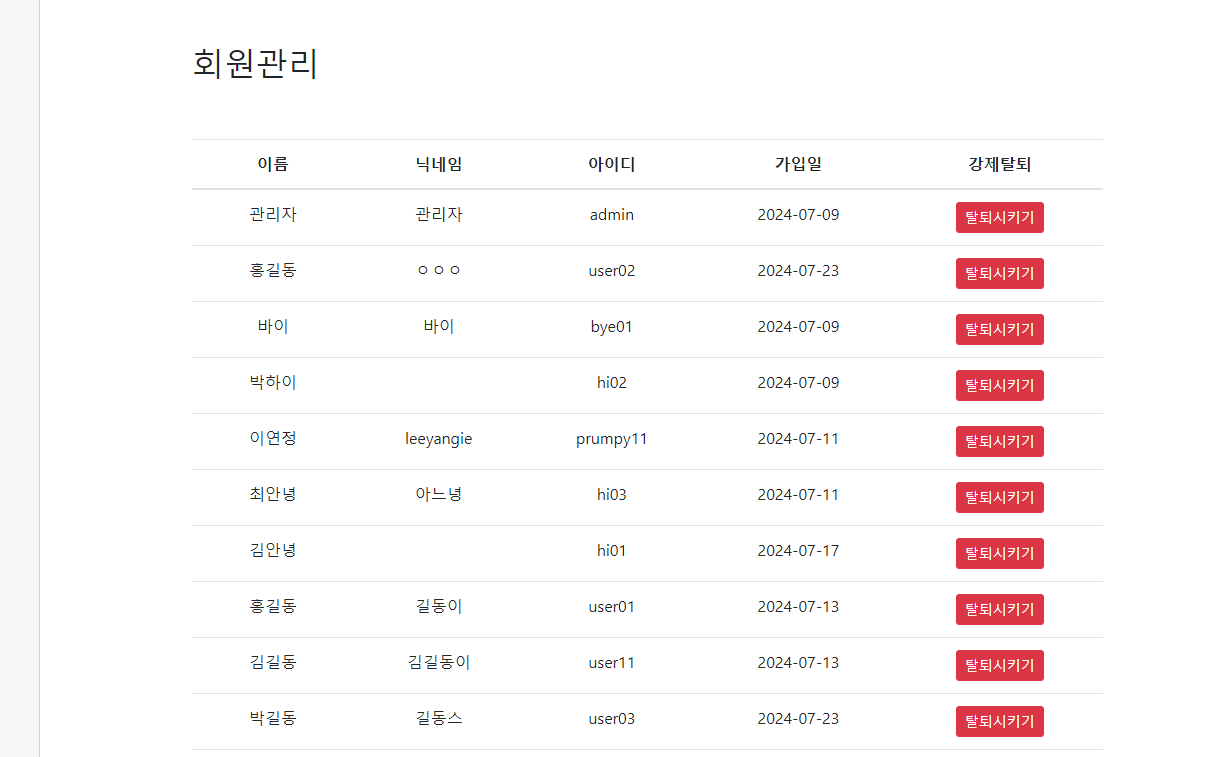 회원관리
이름 닉네임 아이디 가입일 강제탈퇴
관리자 관리자 admin 2024-07-09 탈퇴시키기
홍길동 ㅇㅇㅇ user02 2024-07-23 탈퇴시키기
바이 바이 bye01 2024-07-09 탈퇴시키기
박하이 hi02 2024-07-09 탈퇴시키기
이연정 leeyangie prumpy11 2024-07-11 탈퇴시키기
최안녕 아느녕 hi03 2024-07-11 탈퇴시키기
김안녕 hi01 2024-07-17 탈퇴시키기
홍길동 길동이 user01 2024-07-13 탈퇴시키기
김길동 김길동이 user11 2024-07-13 탈퇴시키기
박길동 길동스 user03 2024-07-23 탈퇴시키기